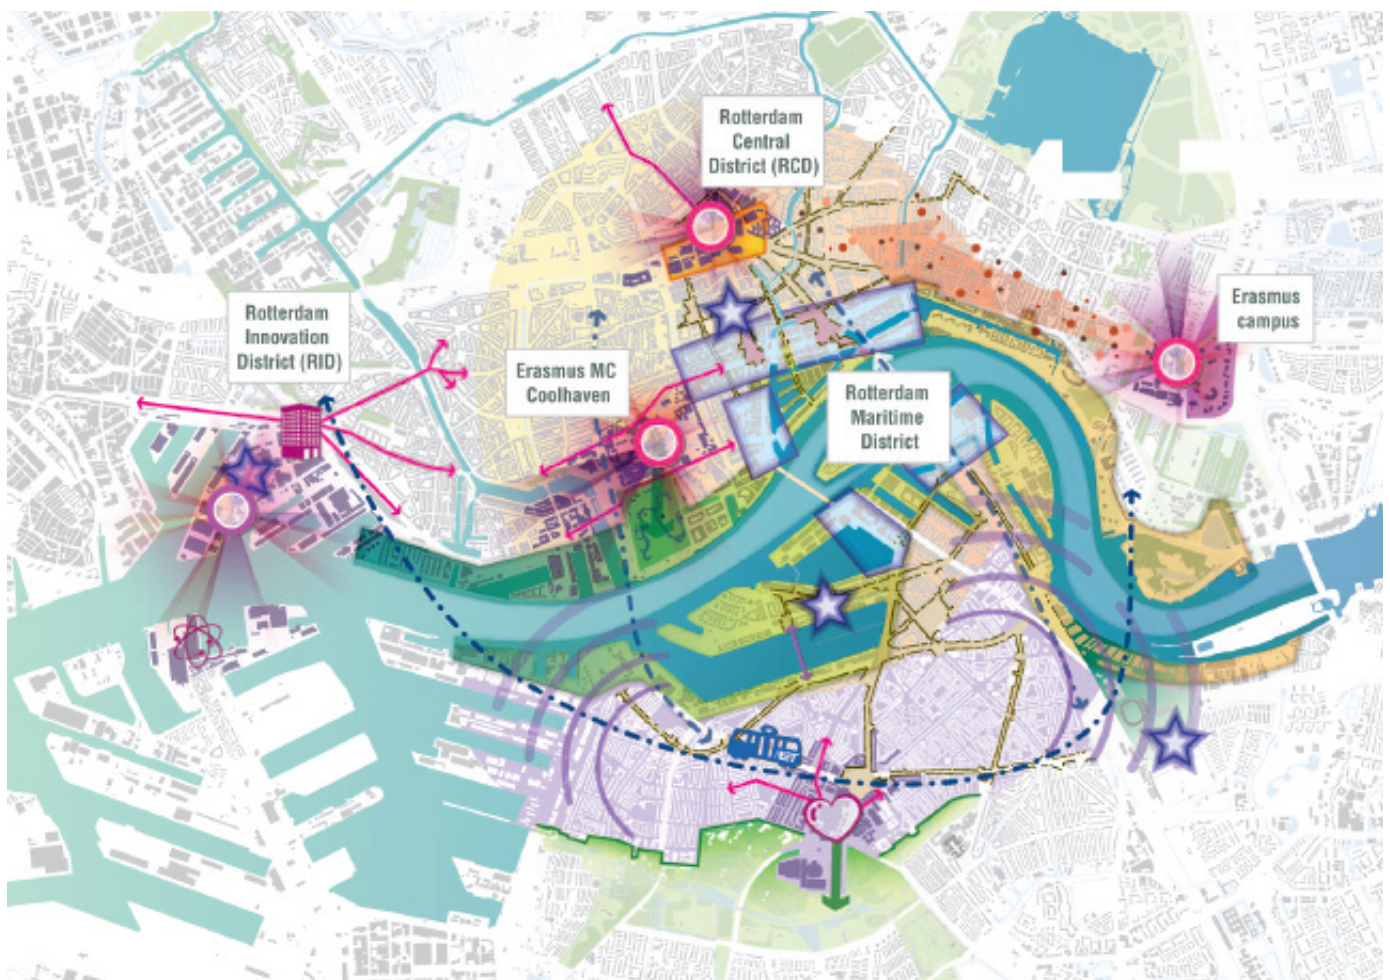 Rotterdam
Central
District (RCD)
Erasmus
campus
Rotterdam
Innovation
District (RID)
Erasmus MC
Coolhaven
Rotterdam
Maritime
District